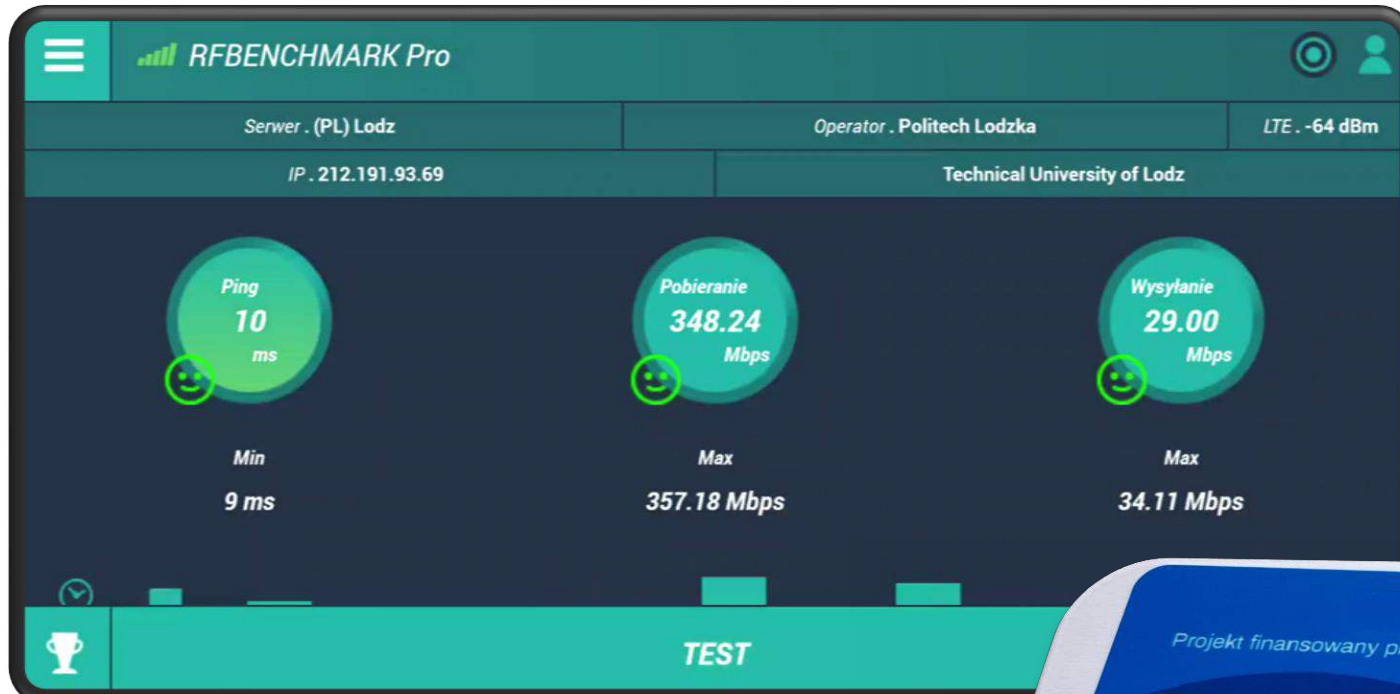 RFBENCHMARK Pro
Serwer . (PL) Lodz
Operator . Politech Lodzka
LTE . -64 dBm
IP . 212.191.93.69
Technical University of Lodz
Ping
10
ms
Pobieranie
348.24
Mbps
Wysyłanie
29.00
Mbps
Min
9 ms
Max
357.18 Mbps
Max
34.11 Mbps
TEST
Projekt finansowany